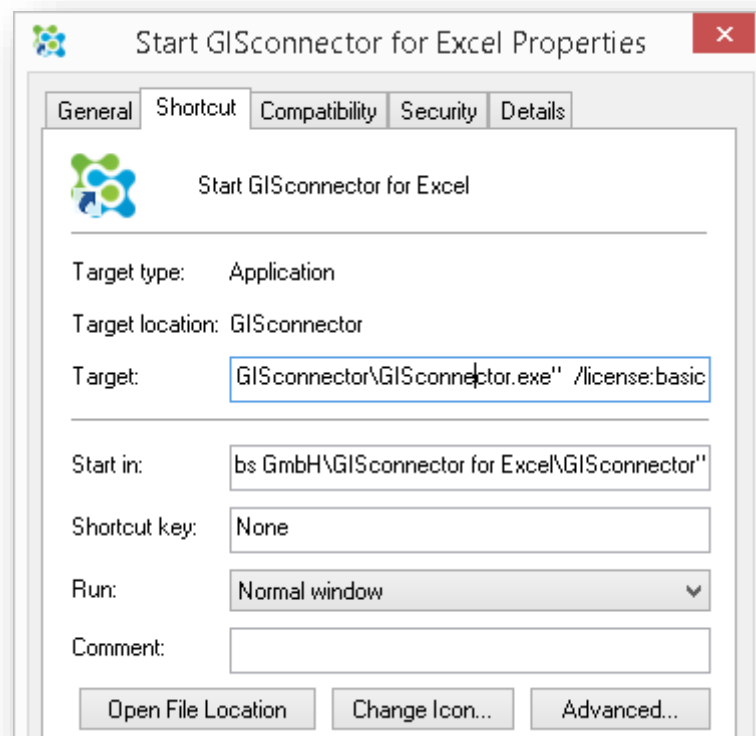 Start GISconnector for Excel Properties
General Shortcut Compatibility Security Details
Start GISconnector for Excel
Target type: Application
Target location: GISconnector
Target: GISconnector\GISconnector.exe" /license:basic
Start in: bs GmbH\GISconnector for Excel\GISconnector"
Shortcut key: None
Run: Normal window
Comment:
Open File Location Change Icon... Advanced...